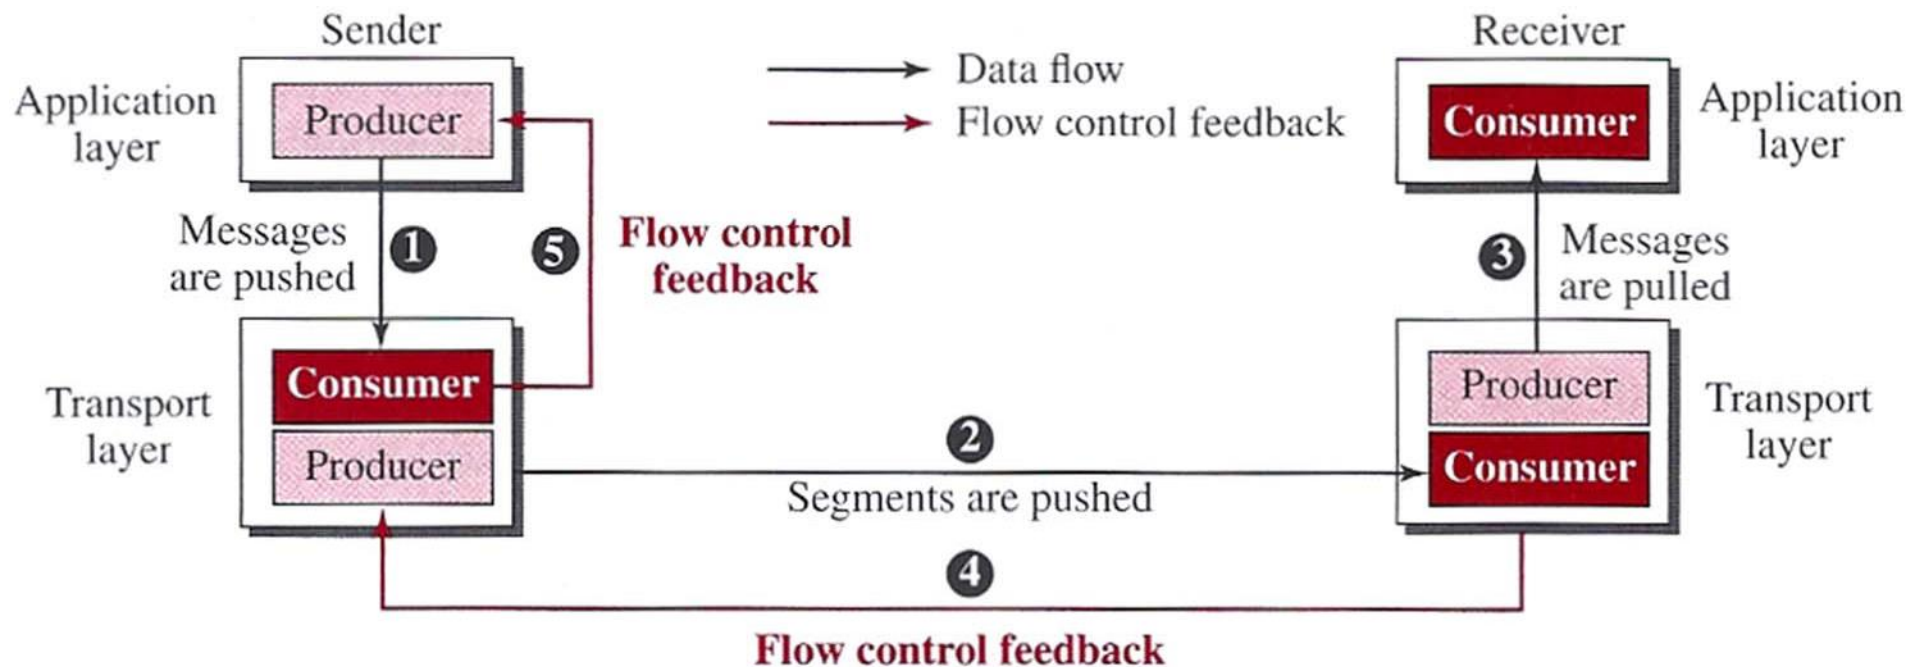 Sender
Receiver
Application
layer
Producer
Data flow
Flow control feedback
Consumer
Application
layer
Messages
are pushed
1
5
Flow control
feedback
3
Messages
are pulled
Transport
layer
Consumer
Producer
2
Segments are pushed
Producer
Consumer
Transport
layer
4
Flow control feedback